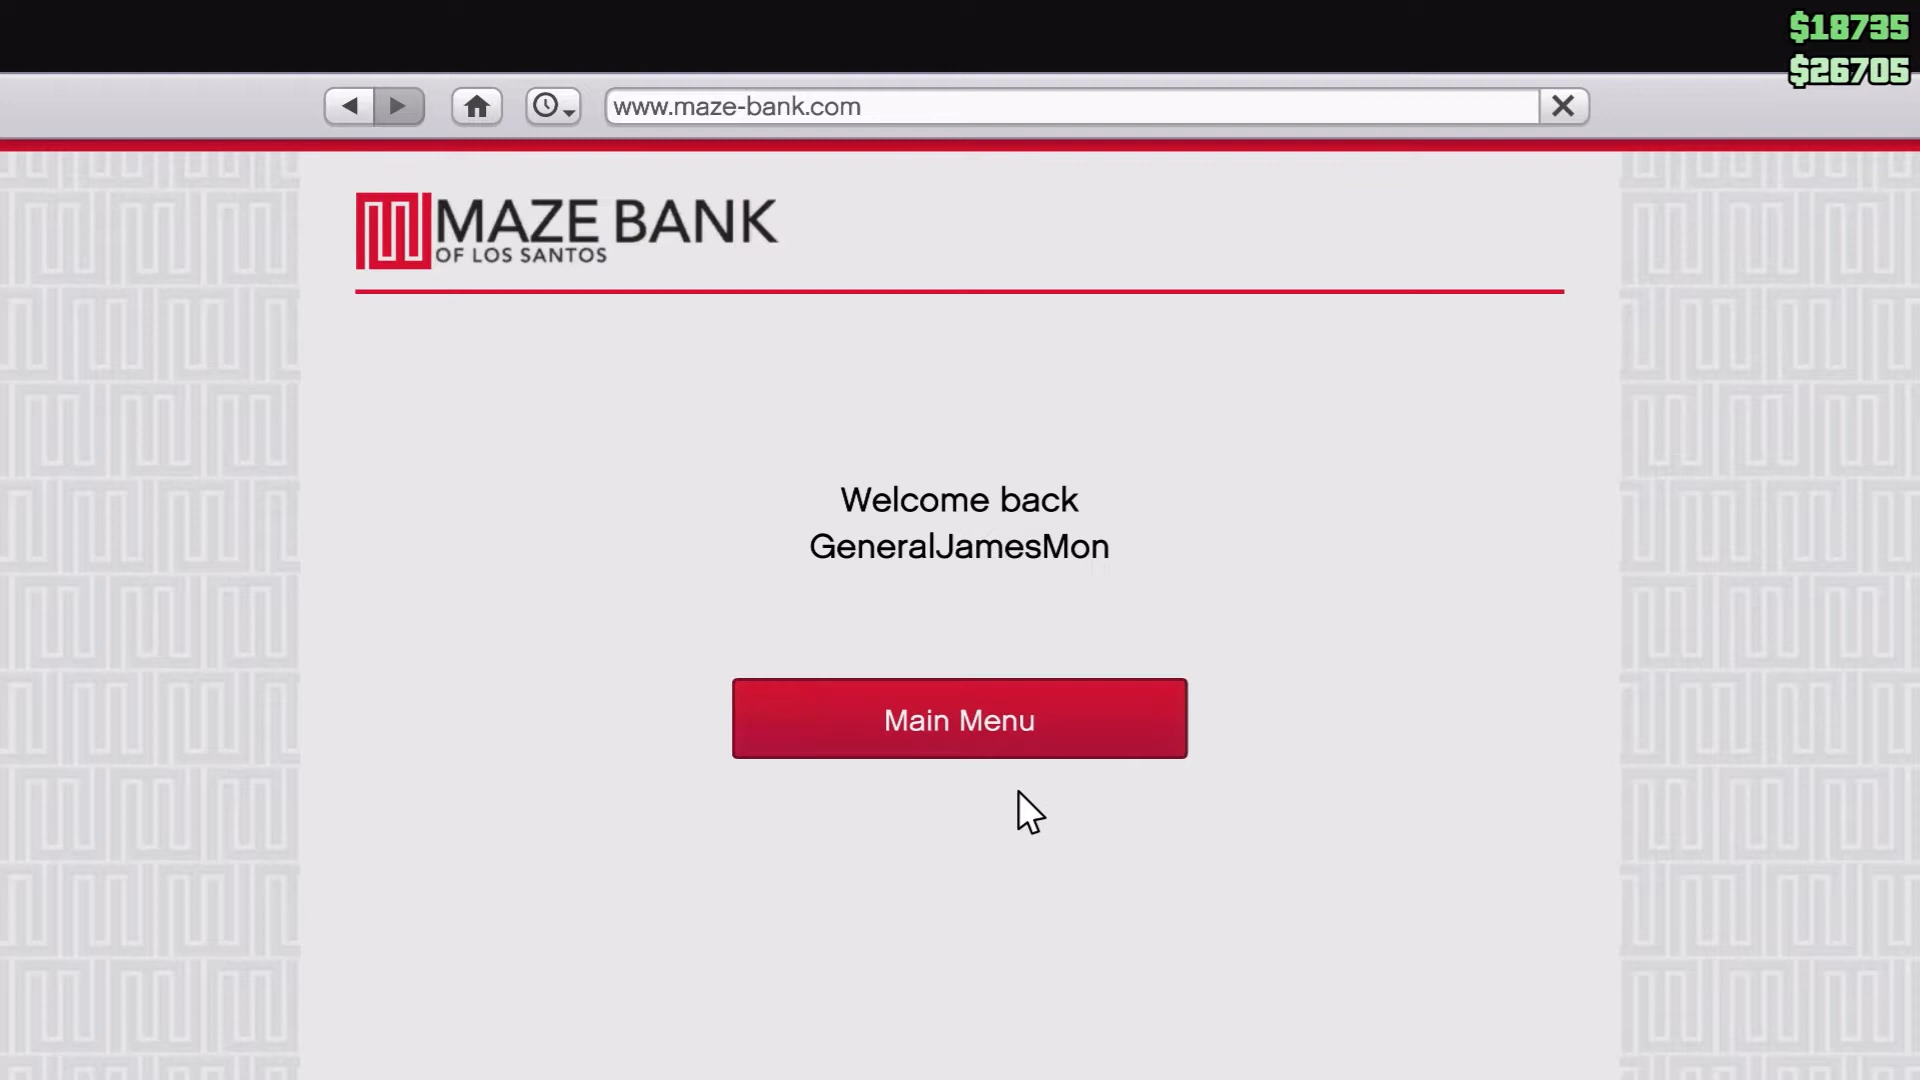 $18735
$26705
www.maze-bank.com
MAZE BANK
OF LOS SANTOS
Welcome back
GeneralJamesMon
Main Menu